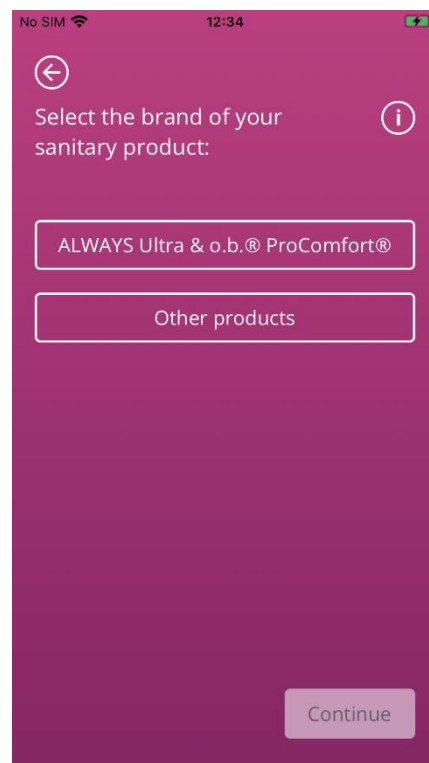 No SIM 12:34
Select the brand of your
sanitary product:
i
ALWAYS Ultra & o.b.® ProComfort®
Other products
Continue